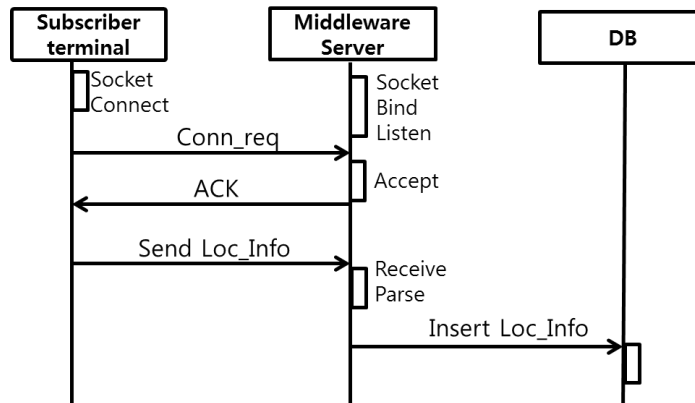 Subscriber
terminal
Middleware
Server
DB
Socket
Connect
Socket
Bind
Listen
Conn_req
Accept
ACK
Send Loc_Info
Receive
Parse
Insert Loc_Info